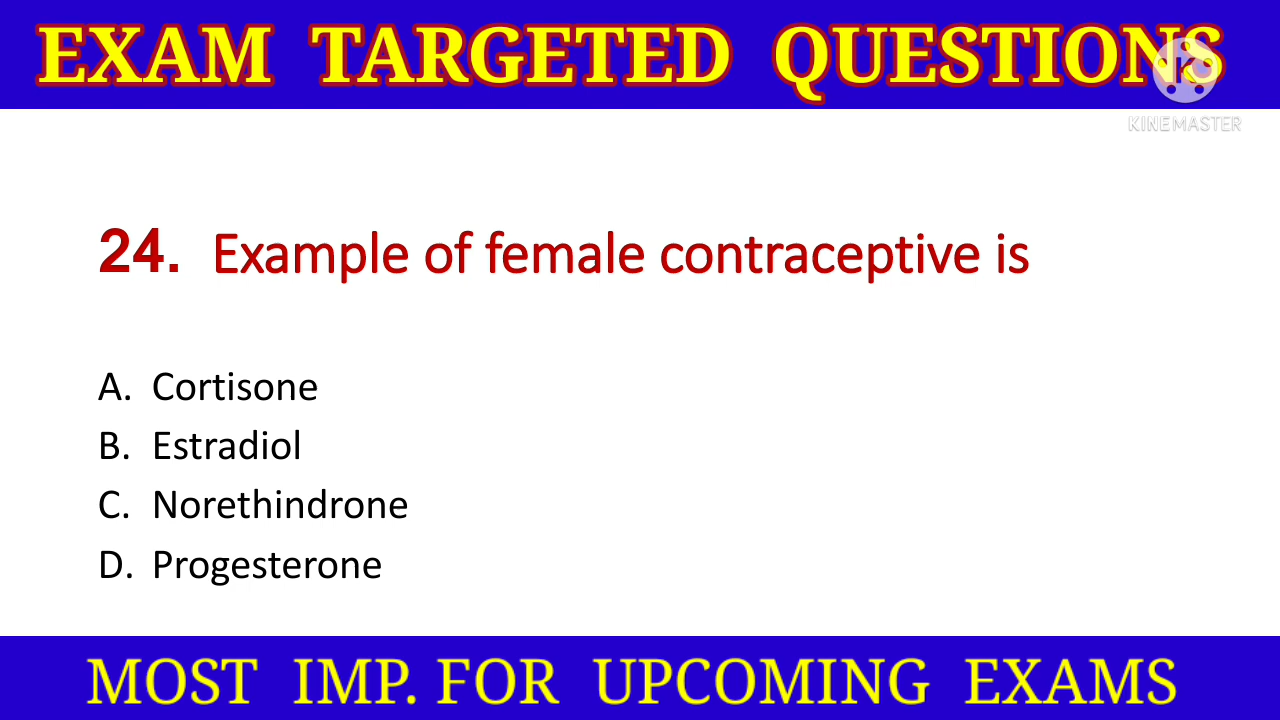 EXAM TARGETED QUESTIONS
K
KINEMASTER
24. Example of female contraceptive is
A. Cortisone
B. Estradiol
C. Norethindrone
D. Progesterone
MOST IMP. FOR UPCOMING EXAMS